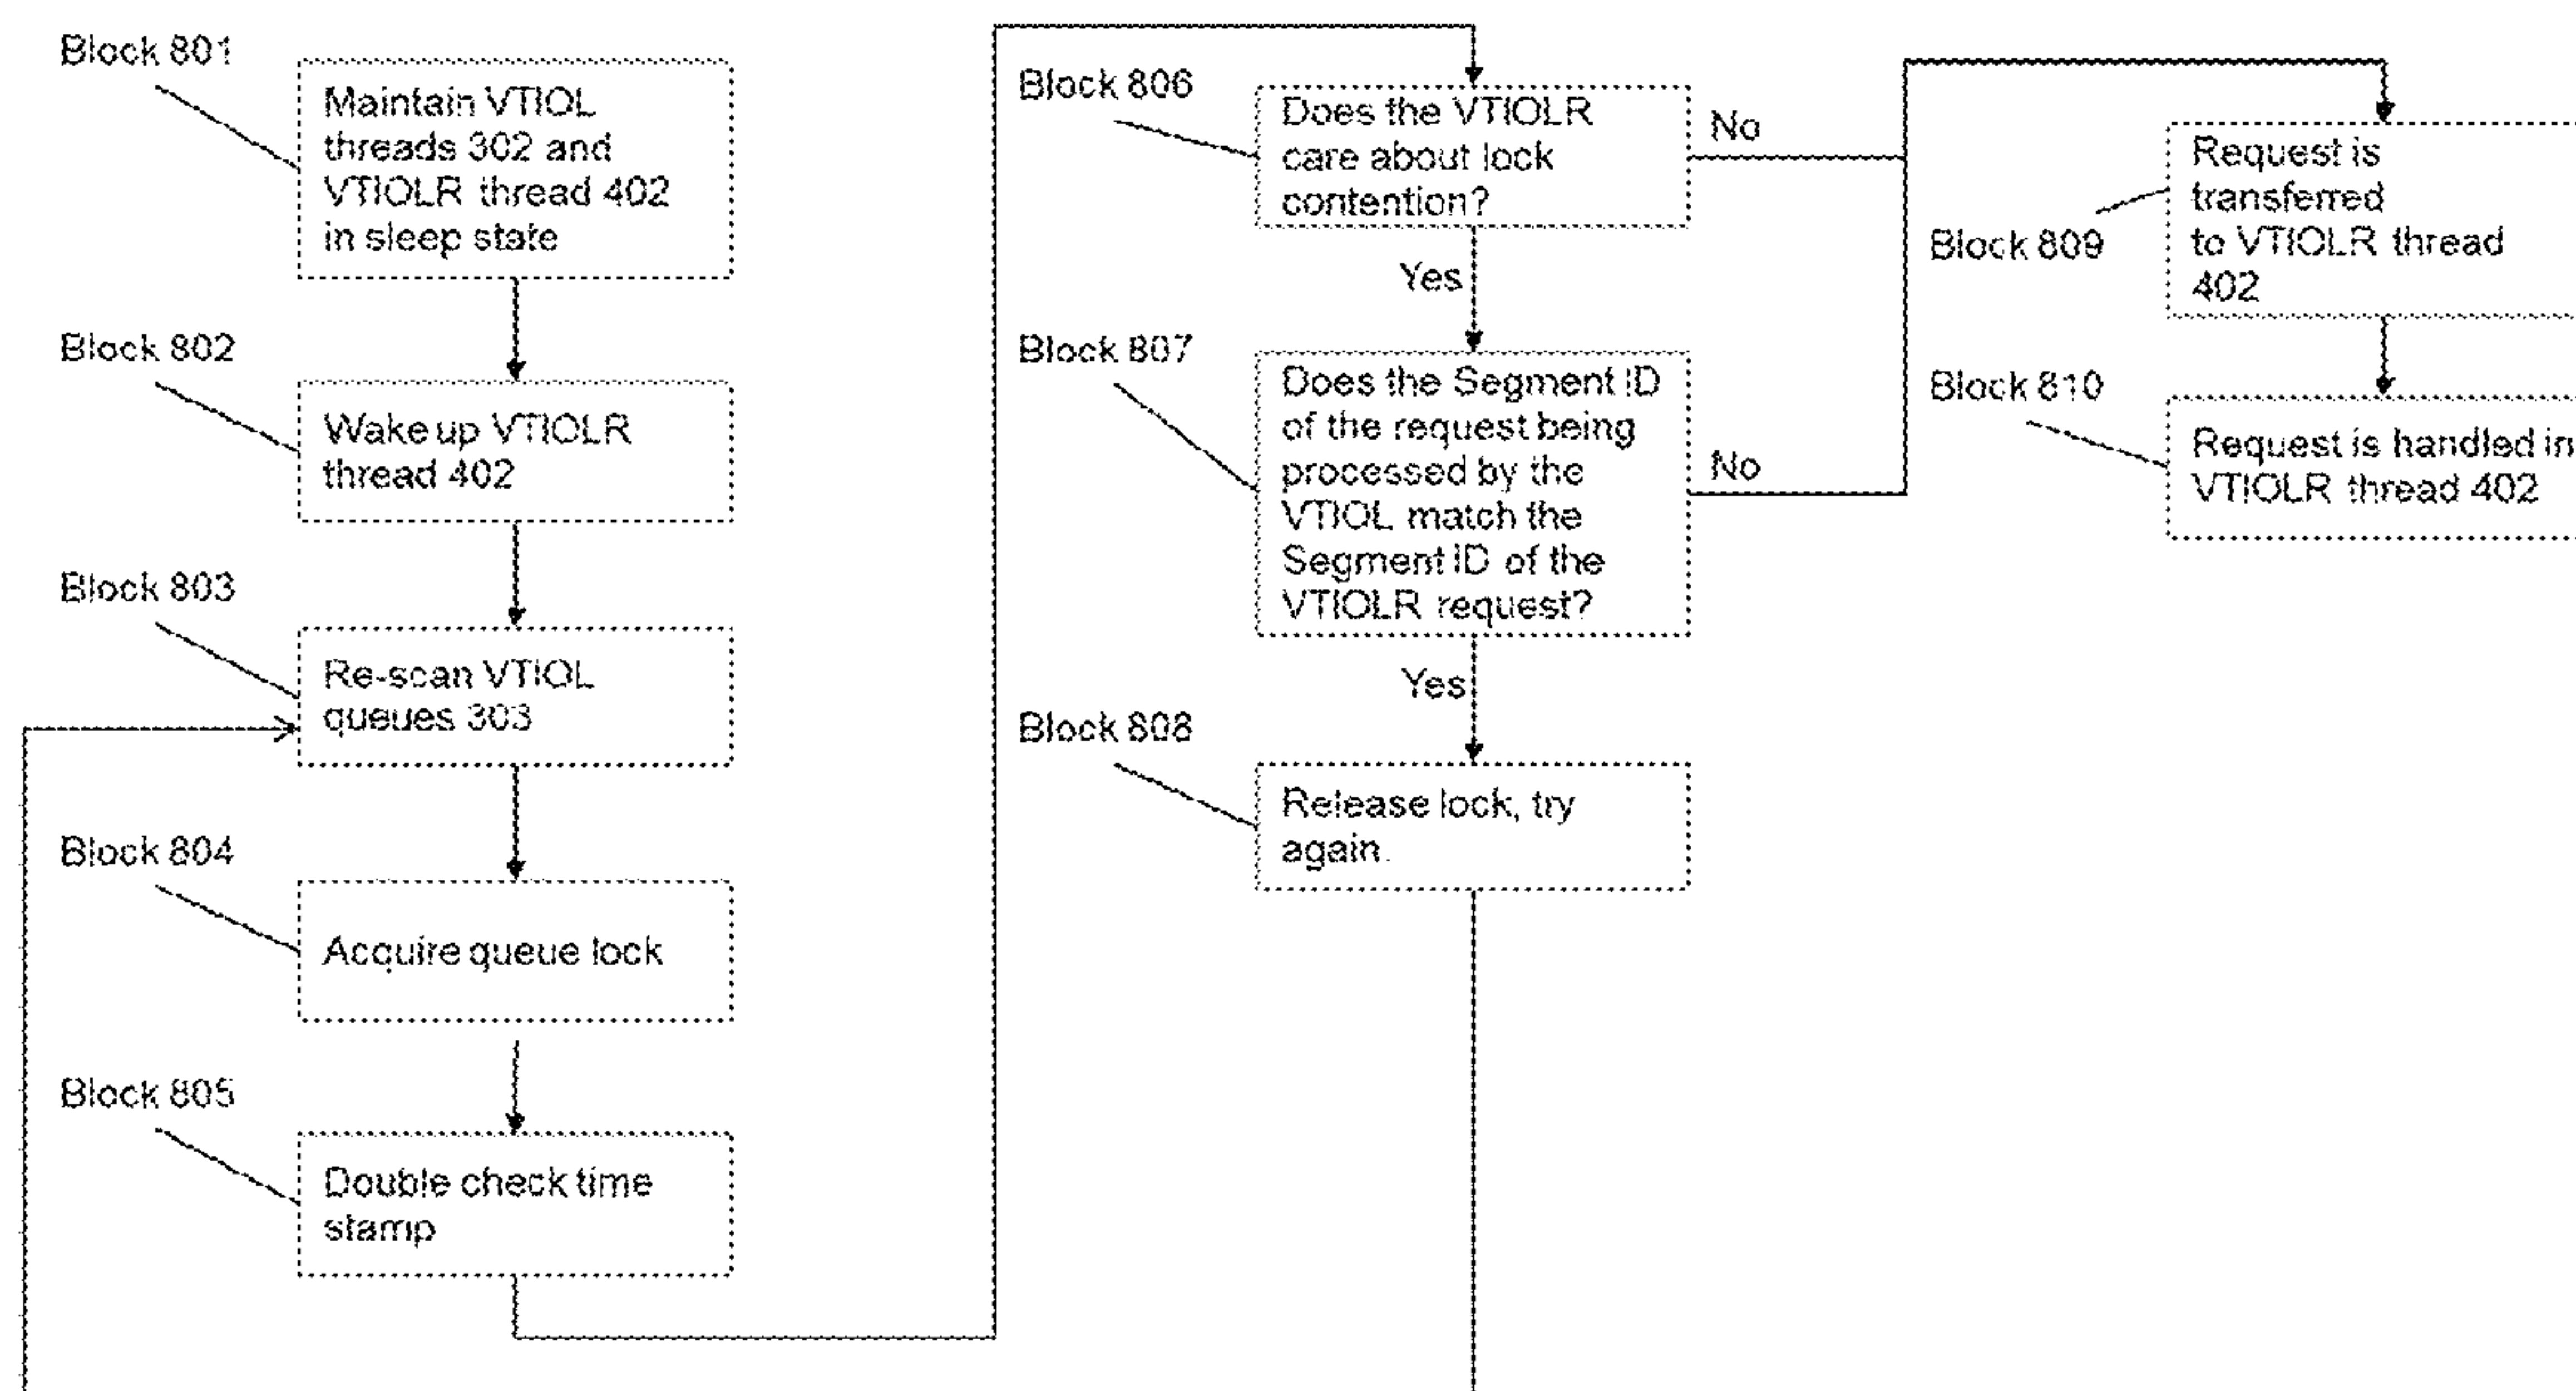 Block 801
Maintain VTIOL
threads 302 and
VTIOLR thread 402
in sleep state
Block 802
Wake up VTIOLR
thread 402
Block 803
Re-scan VTIOL
queues 303
Block 804
Acquire queue lock
Block 805
Double check time
stamp
Block 806
Does the VTIOLR
care about lock
contention?
No
Yes
Block 807
Does the Segment ID
of the request being
processed by the
VTIOL match the
Segment ID of the
VTIOLR request?
No
Yes
Block 808
Release lock, try
again.
Block 809
Request is
transferred
to VTIOLR thread
402
Block 810
Request is handled in
VTIOLR thread 402